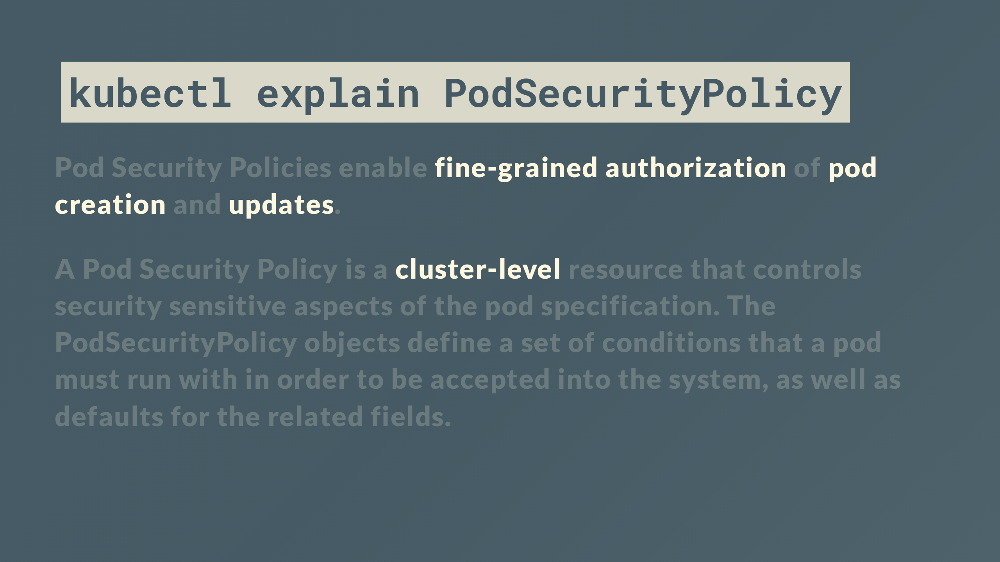 kubectl explain PodSecurityPolicy
Pod Security Policies enable fine-grained authorization of pod
creation and updates.
A Pod Security Policy is a cluster-level resource that controls
security sensitive aspects of the pod specification. The
PodSecurityPolicy objects define a set of conditions that a pod
must run with in order to be accepted into the system, as well as
defaults for the related fields.